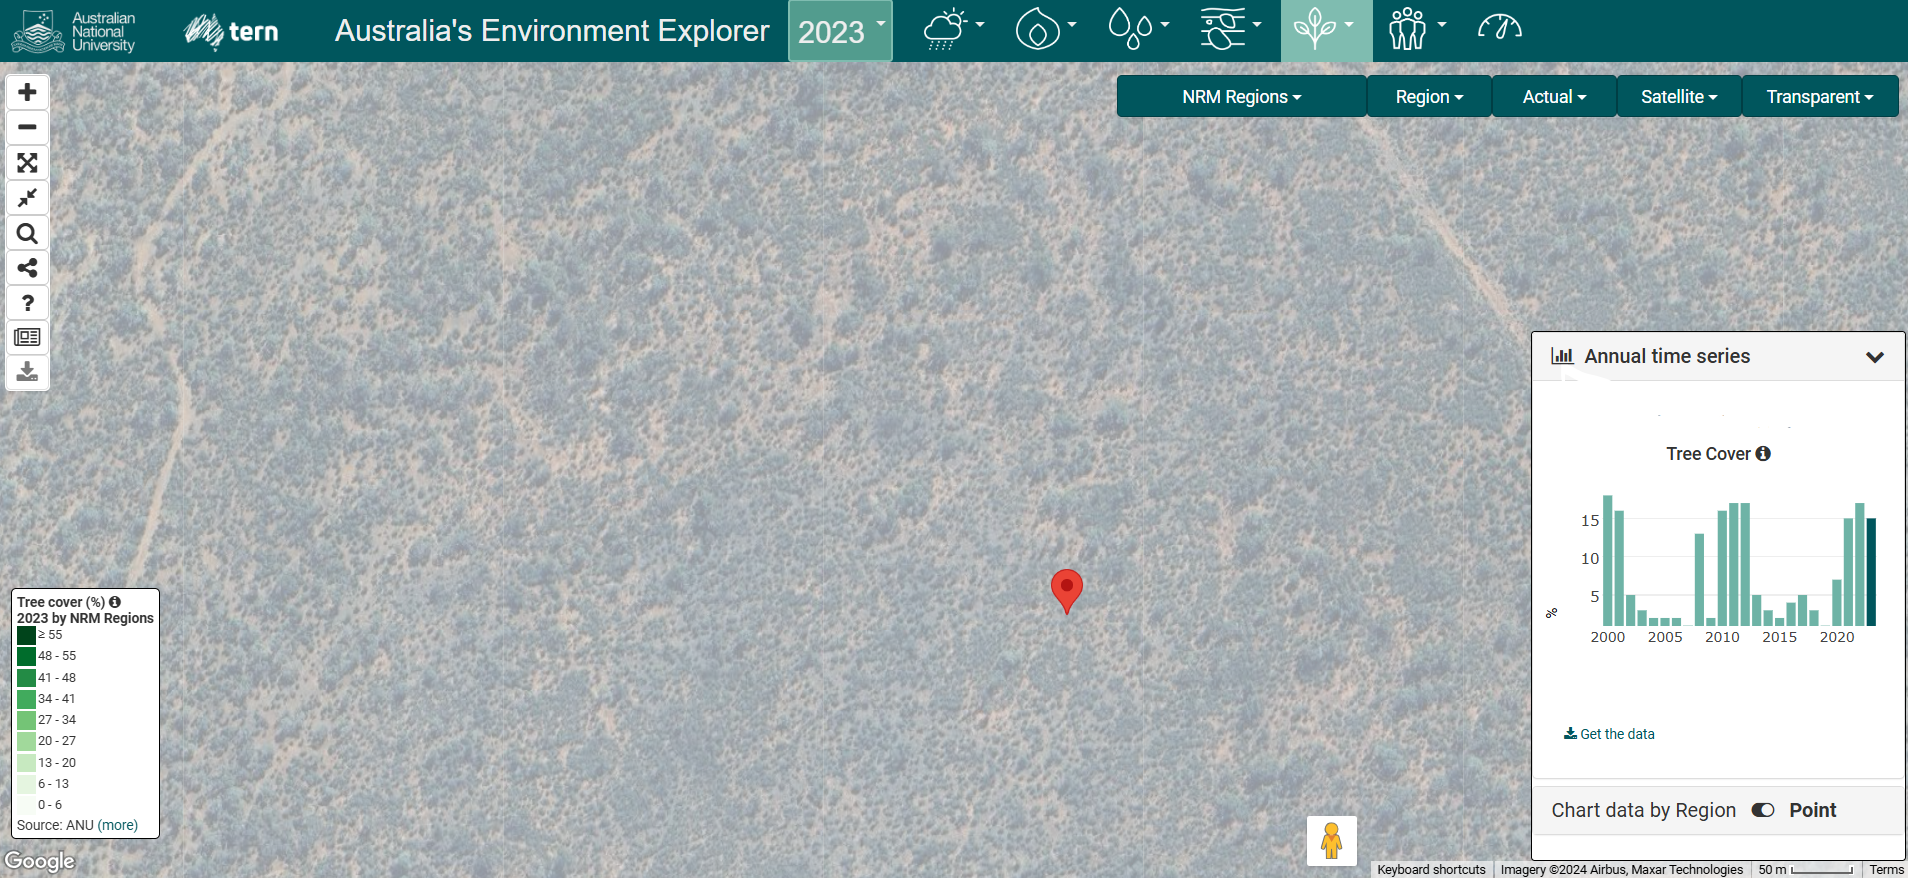 Australian
National
University
tern
Australia's Environment Explorer
2023
NRM Regions
Region
Actual
Satellite
Transparent
?
Annual time series
Tree Cover
15
10
5
%
2000 2005 2010 2015 2020
Get the data
Chart data by Region Point
Tree cover (%)
2023 by NRM Regions
≥ 55
48 - 55
41 - 48
34 - 41
27 - 34
20 - 27
13 - 20
6 - 13
0 - 6
Source: ANU (more)
Google
Keyboard shortcuts Imagery ©2024 Airbus, Maxar Technologies 50 m Terms